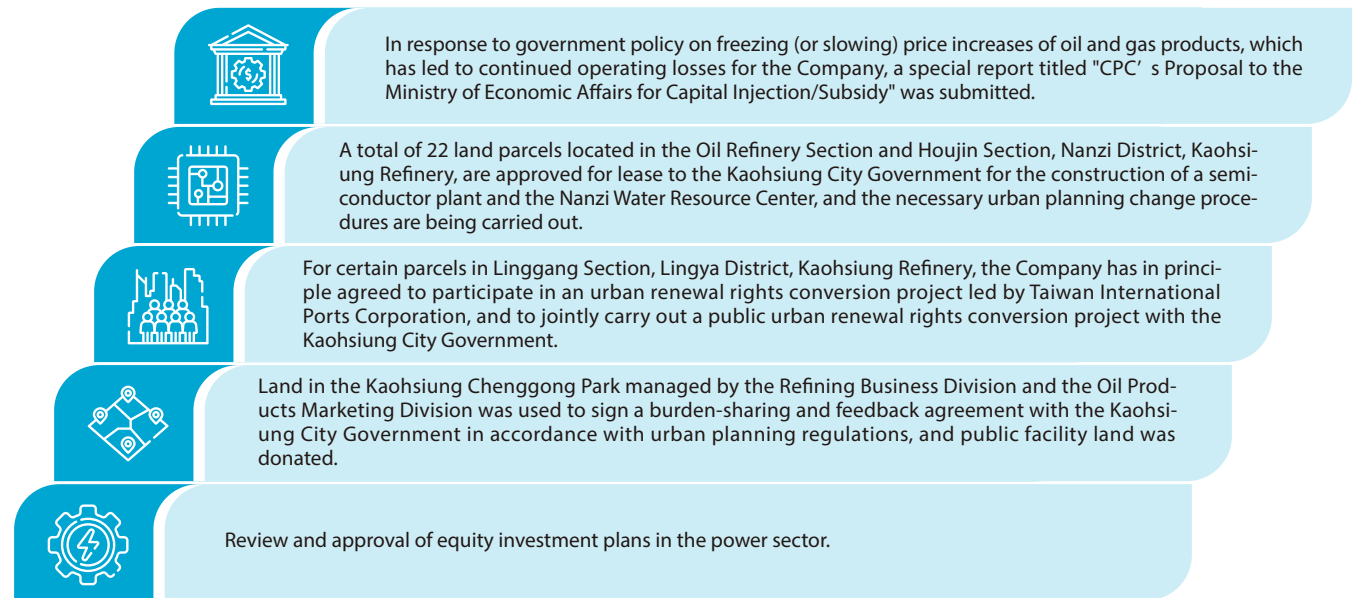 In response to government policy on freezing (or slowing) price increases of oil and gas products, which
has led to continued operating losses for the Company, a special report titled "CPC’ s Proposal to the
Ministry of Economic Affairs for Capital Injection/Subsidy" was submitted.
A total of 22 land parcels located in the Oil Refinery Section and Houjin Section, Nanzi District, Kaohsi-
ung Refinery, are approved for lease to the Kaohsiung City Government for the construction of a semi-
conductor plant and the Nanzi Water Resource Center, and the necessary urban planning change proce-
dures are being carried out.
For certain parcels in Linggang Section, Lingya District, Kaohsiung Refinery, the Company has in princi-
ple agreed to participate in an urban renewal rights conversion project led by Taiwan International
Ports Corporation, and to jointly carry out a public urban renewal rights conversion project with the
Kaohsiung City Government.
Land in the Kaohsiung Chenggong Park managed by the Refining Business Division and the Oil Prod-
ucts Marketing Division was used to sign a burden-sharing and feedback agreement with the Kaohsi-
ung City Government in accordance with urban planning regulations, and public facility land was
donated.
Review and approval of equity investment plans in the power sector.